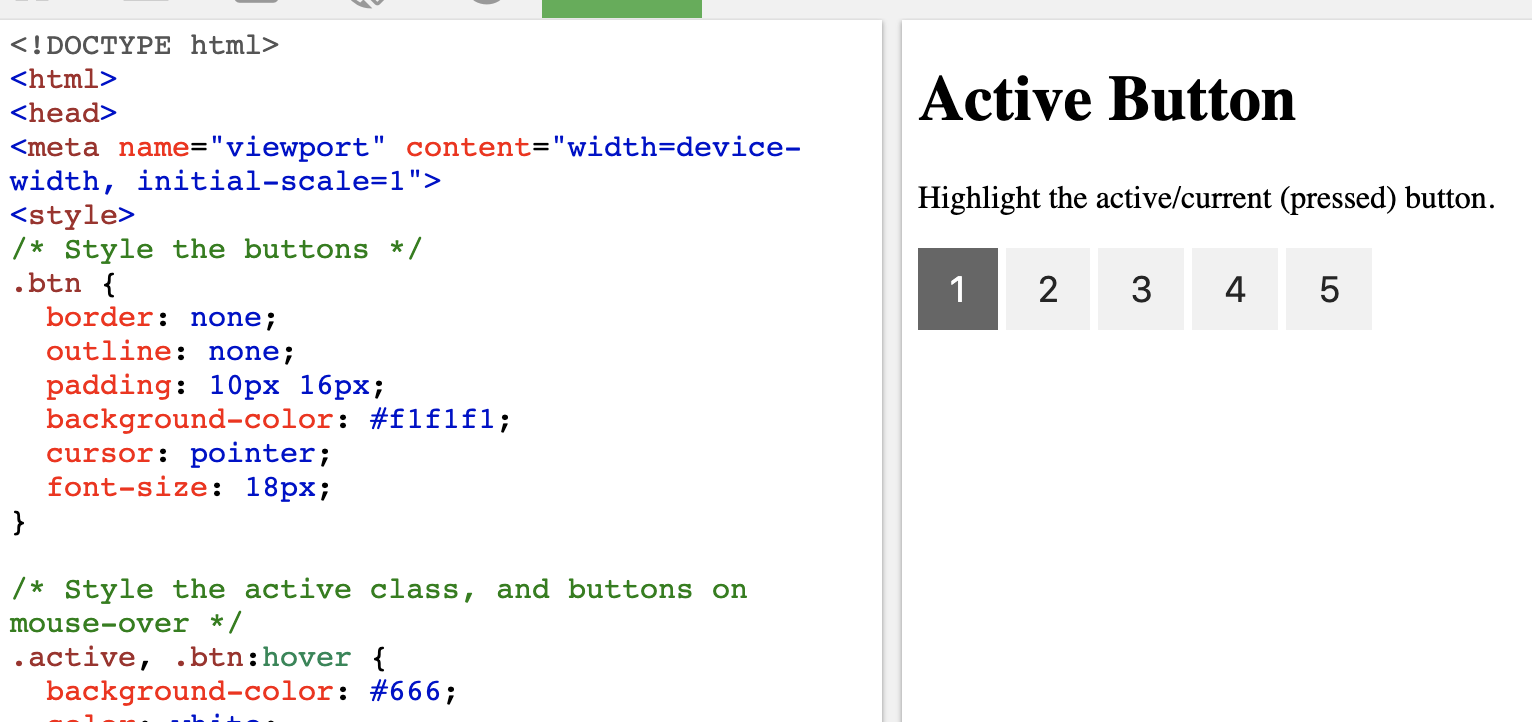 <!DOCTYPE html>
<html>
<head>
<meta name="viewport" content="width=device-
width, initial-scale=1">
<style>
/* Style the buttons */
.btn {
  border: none;
  outline: none;
  padding: 10px 16px;
  background-color: #f1f1f1;
  cursor: pointer;
  font-size: 18px;
}

/* Style the active class, and buttons on
mouse-over */
.active, .btn:hover {
  background-color: #666;
  color: white;
Active Button
Highlight the active/current (pressed) button.
1 2 3 4 5